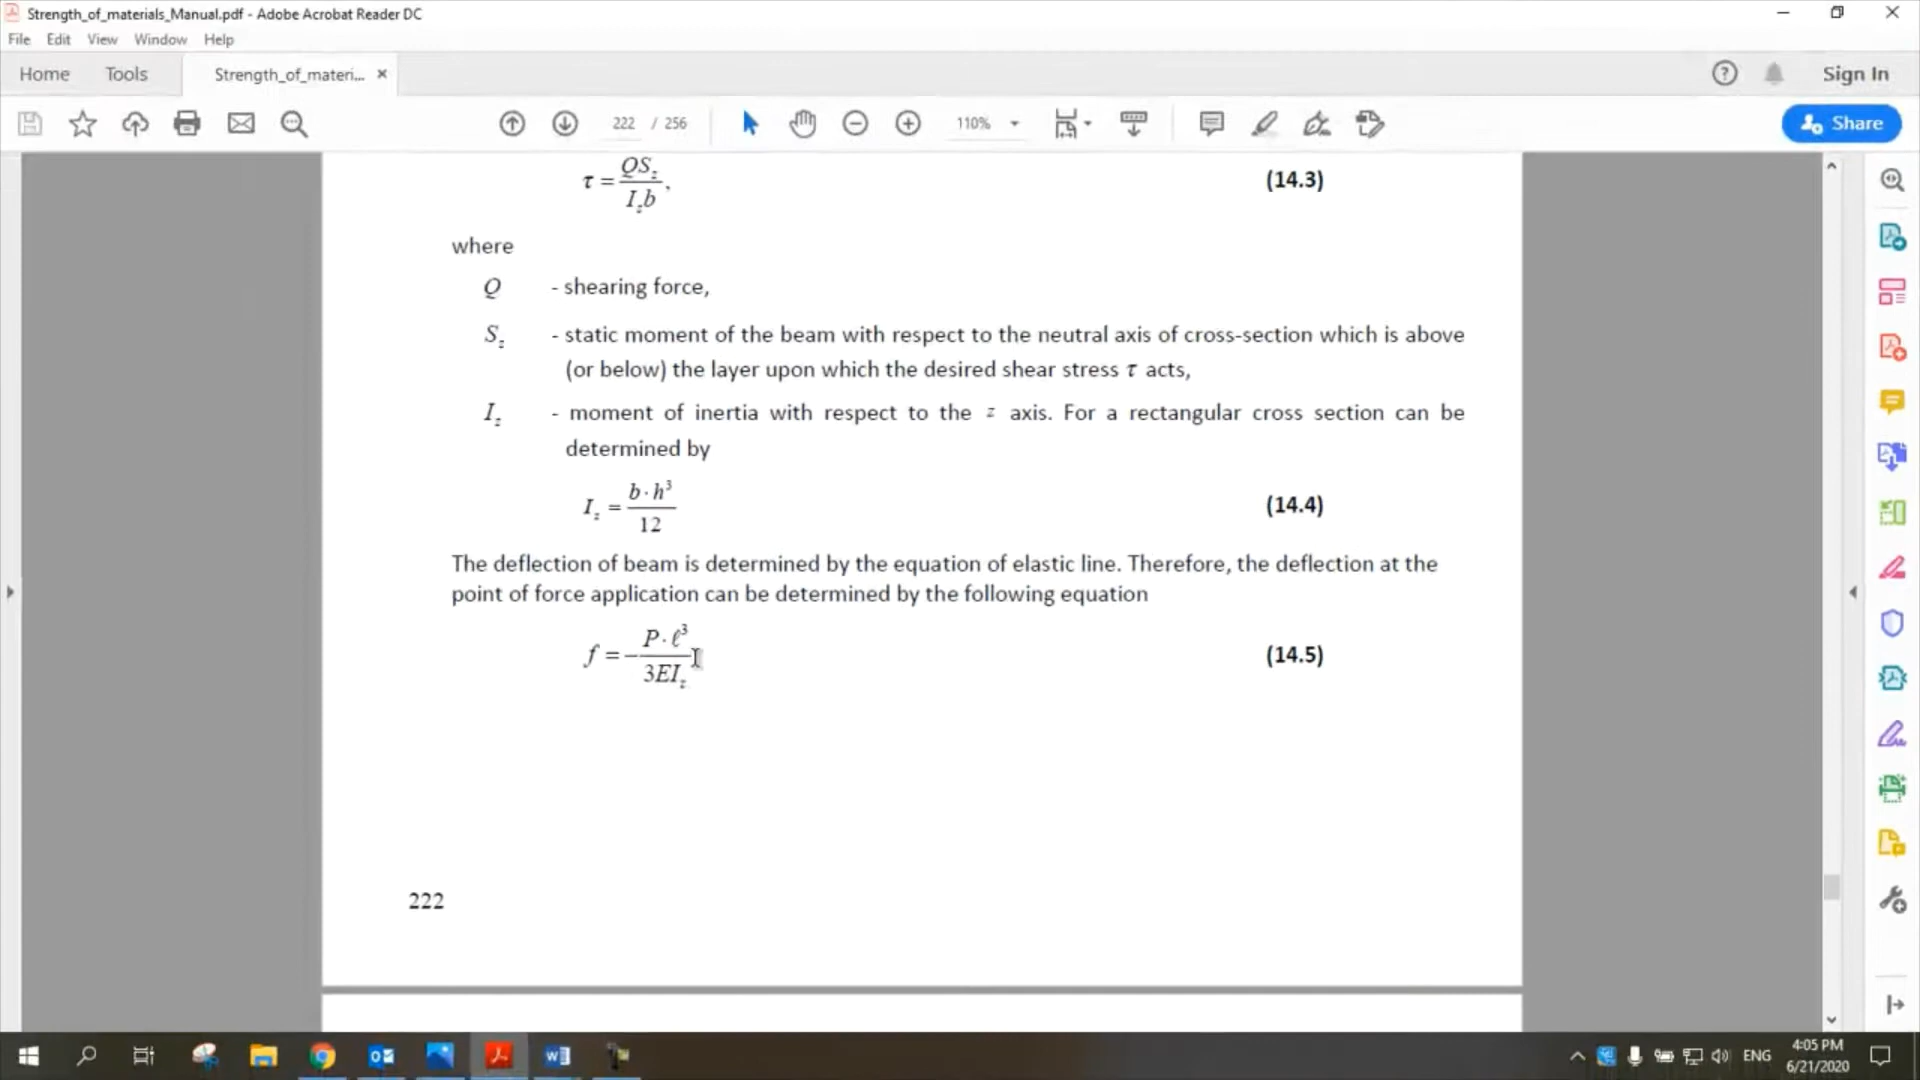 Strength_of_materials_Manual.pdf - Adobe Acrobat Reader DC
File Edit View Window Help
Home Tools Strength_of_materi... × Sign In
222 / 256 110% Share
τ = QS_z / I_z b, (14.3)
where
Q - shearing force,
S_z - static moment of the beam with respect to the neutral axis of cross-section which is above
(or below) the layer upon which the desired shear stress τ acts,
I_z - moment of inertia with respect to the z axis. For a rectangular cross section can be
determined by
I_z = b · h³ / 12 (14.4)
The deflection of beam is determined by the equation of elastic line. Therefore, the deflection at the
point of force application can be determined by the following equation
f = − P · ℓ³ / 3EI_z (14.5)
222
ENG 4:05 PM
6/21/2020